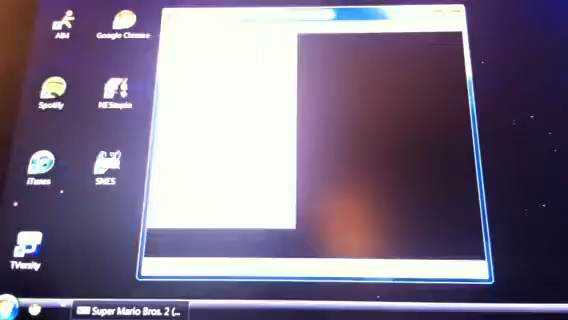 AIM
Google Chrome
Spotify
NEStopia
iTunes
SNES
TVersity
Super Mario Bros. 2 (...